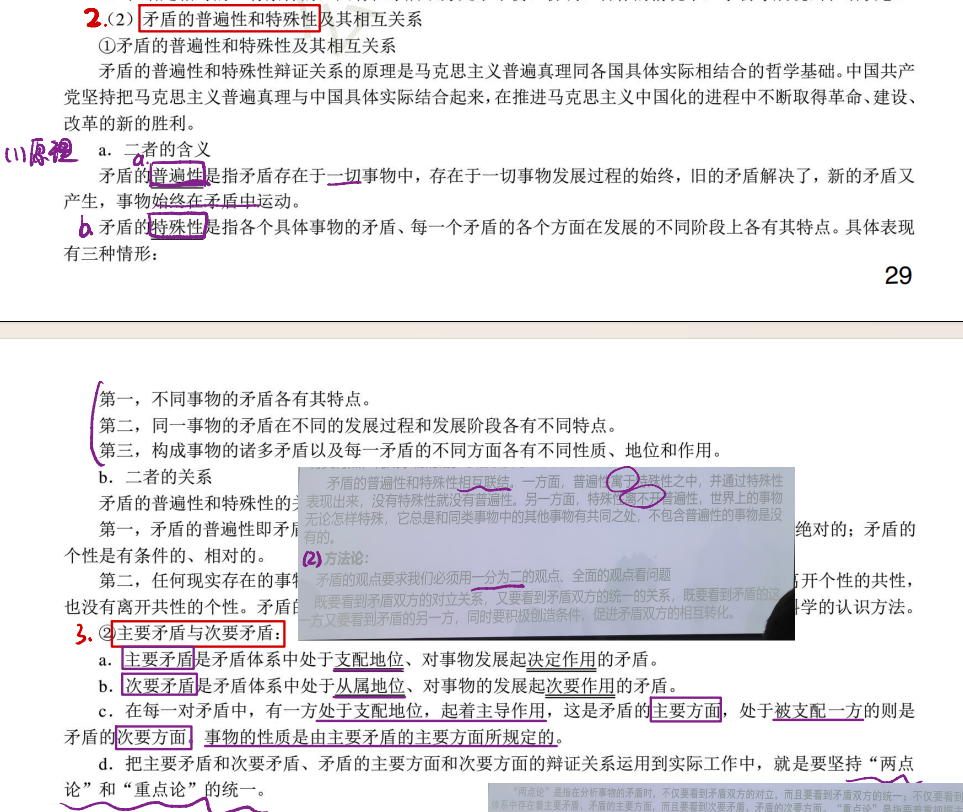 2.(2) 矛盾的普遍性和特殊性及其相互关系
①矛盾的普遍性和特殊性及其相互关系
矛盾的普遍性和特殊性辩证关系的原理是马克思主义普遍真理同各国具体实际相结合的哲学基础。中国共产
党坚持把马克思主义普遍真理与中国具体实际结合起来，在推进马克思主义中国化的进程中不断取得革命、建设、
改革的新的胜利。
(1)原理
a．二者的含义
a.
矛盾的普遍性是指矛盾存在于一切事物中，存在于一切事物发展过程的始终，旧的矛盾解决了，新的矛盾又
产生，事物始终在矛盾中运动。
b.矛盾的特殊性是指各个具体事物的矛盾、每一个矛盾的各个方面在发展的不同阶段上各有其特点。具体表现
有三种情形：
29
第一，不同事物的矛盾各有其特点。
第二，同一事物的矛盾在不同的发展过程和发展阶段各有不同特点。
第三，构成事物的诸多矛盾以及每一矛盾的不同方面各有不同性质、地位和作用。
b．二者的关系
矛盾的普遍性和特殊性的
矛盾的普遍性和特殊性相互联结。一方面，普遍性寓于特殊性之中，并通过特殊性
表现出来，没有特殊性就没有普遍性。另一方面，特殊性离不开普遍性，世界上的事物
无论怎样特殊，它总是和同类事物中的其他事物有共同之处，不包含普遍性的事物是没
有的。
(2)方法论：
矛盾的观点要求我们必须用一分为二的观点、全面的观点看问题
既要看到矛盾双方的对立关系，又要看到矛盾双方的统一的关系，既要看到矛盾的这
一方又要看到矛盾的另一方，同时要积极创造条件，促进矛盾双方的相互转化。
第一，矛盾的普遍性即矛 绝对的；矛盾的
个性是有条件的、相对的。
第二，任何现实存在的事 开个性的共性，
也没有离开共性的个性。矛盾的 学的认识方法。
3. ②主要矛盾与次要矛盾：
a．主要矛盾是矛盾体系中处于支配地位、对事物发展起决定作用的矛盾。
b．次要矛盾是矛盾体系中处于从属地位、对事物的发展起次要作用的矛盾。
c．在每一对矛盾中，有一方处于支配地位，起着主导作用，这是矛盾的主要方面，处于被支配一方的则是
矛盾的次要方面。事物的性质是由主要矛盾的主要方面所规定的。
d．把主要矛盾和次要矛盾、矛盾的主要方面和次要方面的辩证关系运用到实际工作中，就是要坚持“两点
论”和“重点论”的统一。
“两点论”是指在分析事物的矛盾时，不仅要看到矛盾双方的对立，而且要看到矛盾双方的统一；不仅要看到
体系中存在着主要矛盾、矛盾的主要方面，而且要看到次要矛盾、矛盾的次要方面。“重点论”是指